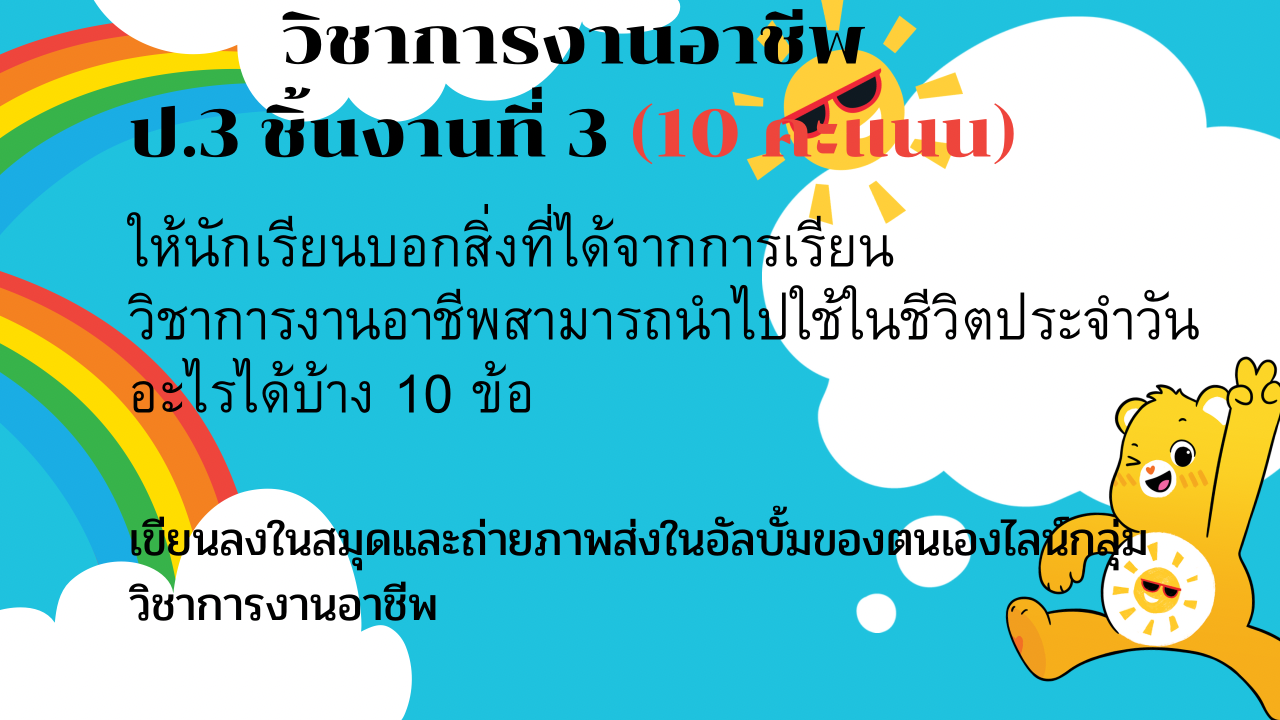 วิชาการงานอาชีพ
ป.3 ชิ้นงานที่ 3 (10 คะแนน)
ให้นักเรียนบอกสิ่งที่ได้จากการเรียน
วิชาการงานอาชีพสามารถนำไปใช้ในชีวิตประจำวัน
อะไรได้บ้าง 10 ข้อ
เขียนลงในสมุดและถ่ายภาพส่งในอัลบั้มของตนเองไลน์กลุ่ม
วิชาการงานอาชีพ